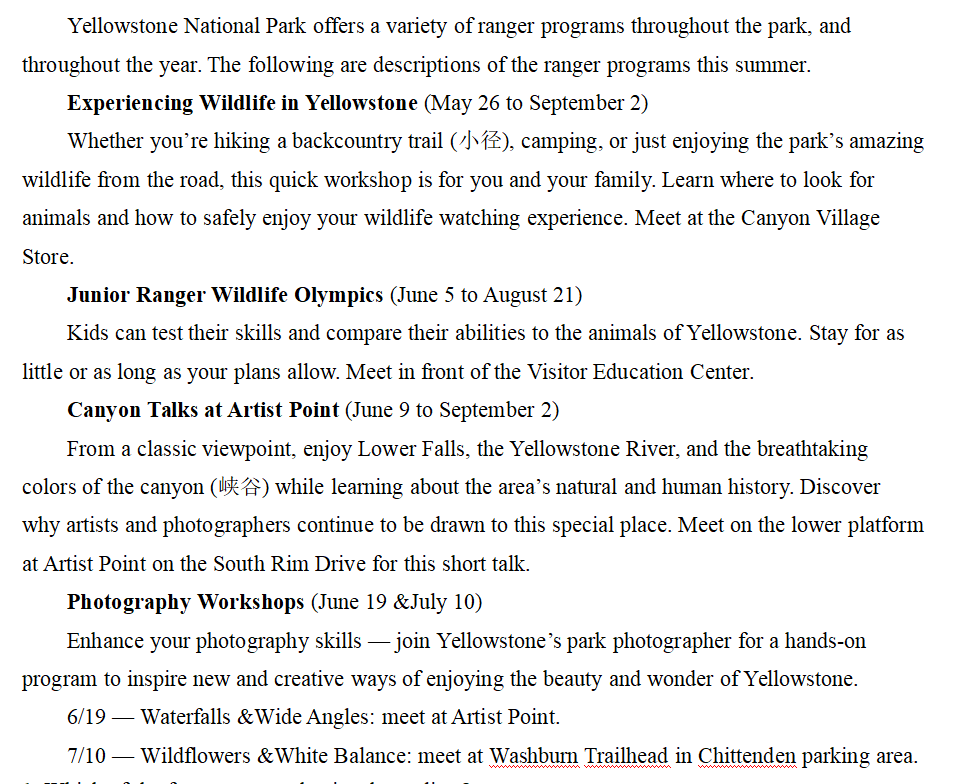 Yellowstone National Park offers a variety of ranger programs throughout the park, and
throughout the year. The following are descriptions of the ranger programs this summer.
Experiencing Wildlife in Yellowstone (May 26 to September 2)
Whether you’re hiking a backcountry trail (小径), camping, or just enjoying the park’s amazing
wildlife from the road, this quick workshop is for you and your family. Learn where to look for
animals and how to safely enjoy your wildlife watching experience. Meet at the Canyon Village
Store.
Junior Ranger Wildlife Olympics (June 5 to August 21)
Kids can test their skills and compare their abilities to the animals of Yellowstone. Stay for as
little or as long as your plans allow. Meet in front of the Visitor Education Center.
Canyon Talks at Artist Point (June 9 to September 2)
From a classic viewpoint, enjoy Lower Falls, the Yellowstone River, and the breathtaking
colors of the canyon (峡谷) while learning about the area’s natural and human history. Discover
why artists and photographers continue to be drawn to this special place. Meet on the lower platform
at Artist Point on the South Rim Drive for this short talk.
Photography Workshops (June 19 &July 10)
Enhance your photography skills — join Yellowstone’s park photographer for a hands-on
program to inspire new and creative ways of enjoying the beauty and wonder of Yellowstone.
6/19 — Waterfalls &Wide Angles: meet at Artist Point.
7/10 — Wildflowers &White Balance: meet at Washburn Trailhead in Chittenden parking area.